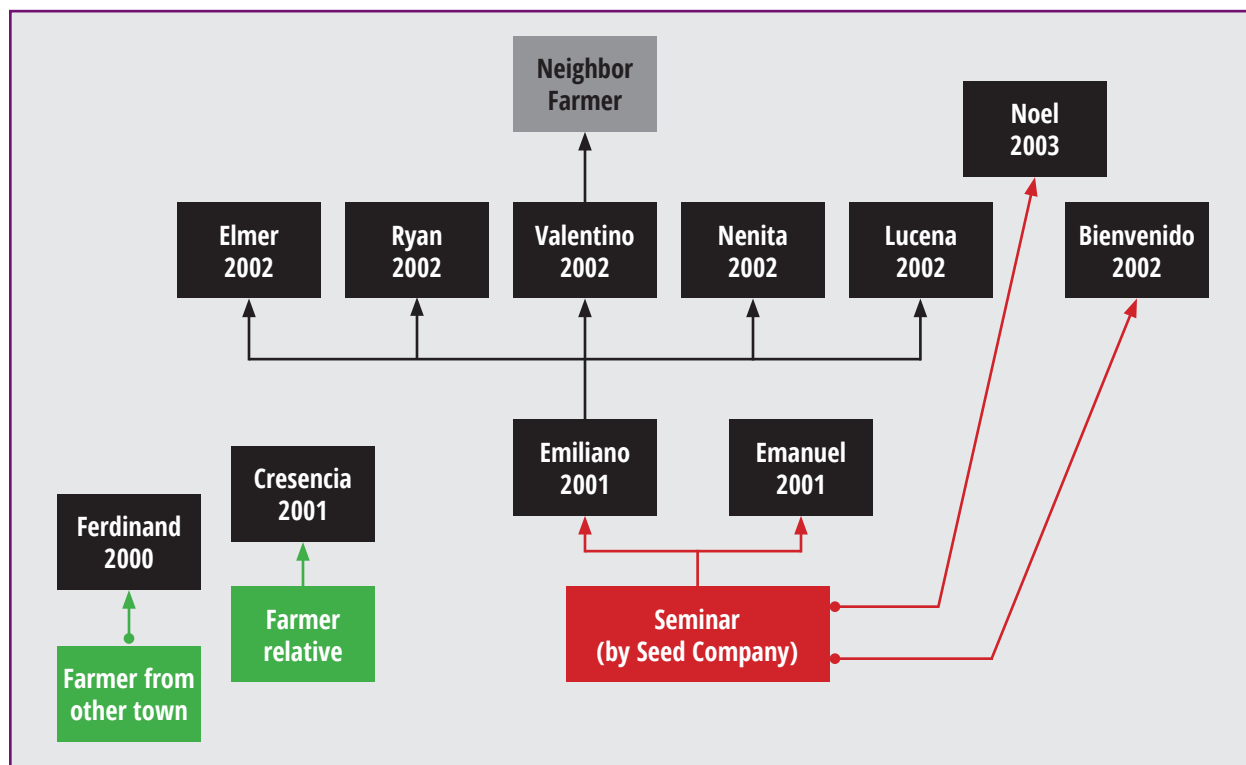 Neighbor
Farmer
Noel
2003
Elmer
2002
Ryan
2002
Valentino
2002
Nenita
2002
Lucena
2002
Bienvenido
2002
Emiliano
2001
Emanuel
2001
Cresencia
2001
Ferdinand
2000
Farmer
relative
Seminar
(by Seed Company)
Farmer from
other town